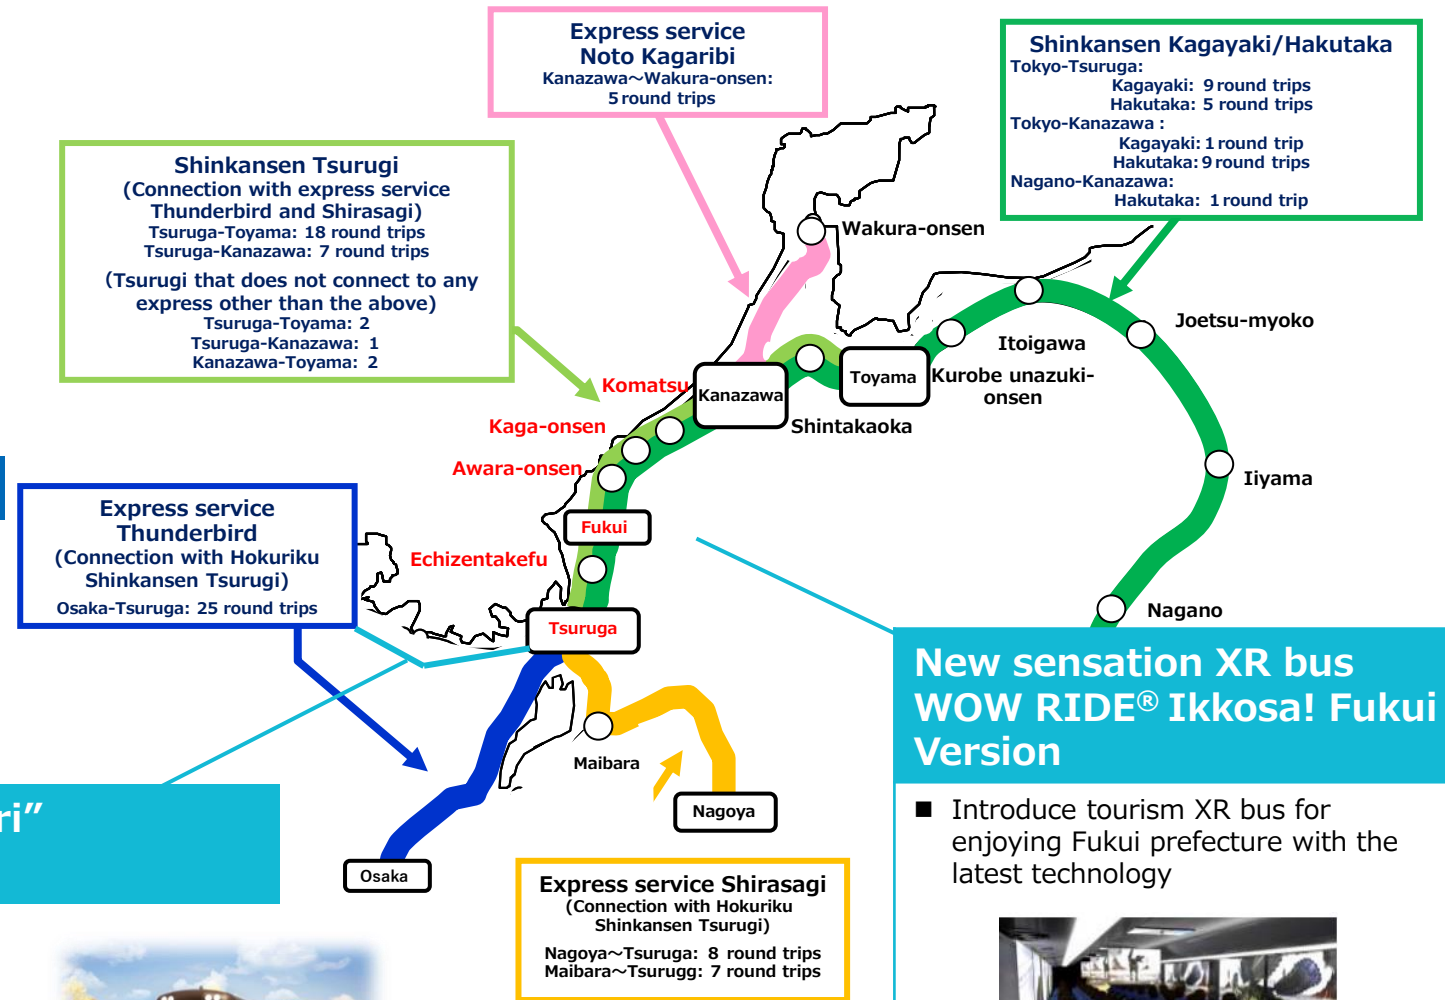 Express service
Noto Kagaribi
Kanazawa～Wakura-onsen:
5 round trips
Shinkansen Kagayaki/Hakutaka
Tokyo-Tsuruga:
Kagayaki: 9 round trips
Hakutaka: 5 round trips
Tokyo-Kanazawa :
Kagayaki: 1 round trip
Hakutaka: 9 round trips
Nagano-Kanazawa:
Hakutaka: 1 round trip
Shinkansen Tsurugi
(Connection with express service
Thunderbird and Shirasagi)
Tsuruga-Toyama: 18 round trips
Tsuruga-Kanazawa: 7 round trips
(Tsurugi that does not connect to any
express other than the above)
Tsuruga-Toyama: 2
Tsuruga-Kanazawa: 1
Kanazawa-Toyama: 2
Wakura-onsen
Joetsu-myoko
Itoigawa
Kurobe unazuki-
onsen
Toyama
Kanazawa
Shintakaoka
Komatsu
Kaga-onsen
Awara-onsen
Iiyama
Fukui
Echizentakefu
Nagano
Tsuruga
Express service
Thunderbird
(Connection with Hokuriku
Shinkansen Tsurugi)
Osaka-Tsuruga: 25 round trips
Maibara
Nagoya
Osaka
Express service Shirasagi
(Connection with Hokuriku
Shinkansen Tsurugi)
Nagoya～Tsuruga: 8 round trips
Maibara～Tsurugg: 7 round trips
ri”
New sensation XR bus
WOW RIDE® Ikkosa! Fukui
Version
■ Introduce tourism XR bus for
enjoying Fukui prefecture with the
latest technology